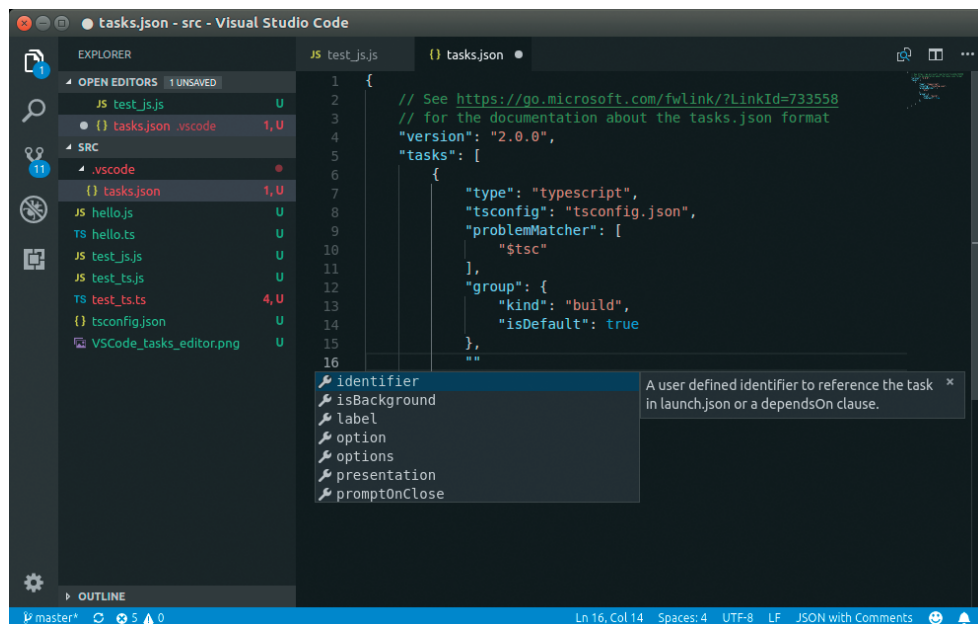 tasks.json - src - Visual Studio Code
EXPLORER
OPEN EDITORS 1 UNSAVED
JS test_js.js U
{} tasks.json .vscode 1, U
SRC
.vscode
{} tasks.json 1, U
JS hello.js U
TS hello.ts U
JS test_js.js U
JS test_ts.js U
TS test_ts.ts 4, U
{} tsconfig.json U
VSCode_tasks_editor.png U
OUTLINE
1
11
JS test_js.js {} tasks.json
1 {
2 // See https://go.microsoft.com/fwlink/?LinkId=733558
3 // for the documentation about the tasks.json format
4 "version": "2.0.0",
5 "tasks": [
6 {
7 "type": "typescript",
8 "tsconfig": "tsconfig.json",
9 "problemMatcher": [
10 "$tsc"
11 ],
12 "group": {
13 "kind": "build",
14 "isDefault": true
15 },
16 ""
identifier
isBackground
label
option
options
presentation
promptOnClose
A user defined identifier to reference the task
in launch.json or a dependsOn clause.
master* 5 0 Ln 16, Col 14 Spaces: 4 UTF-8 LF JSON with Comments